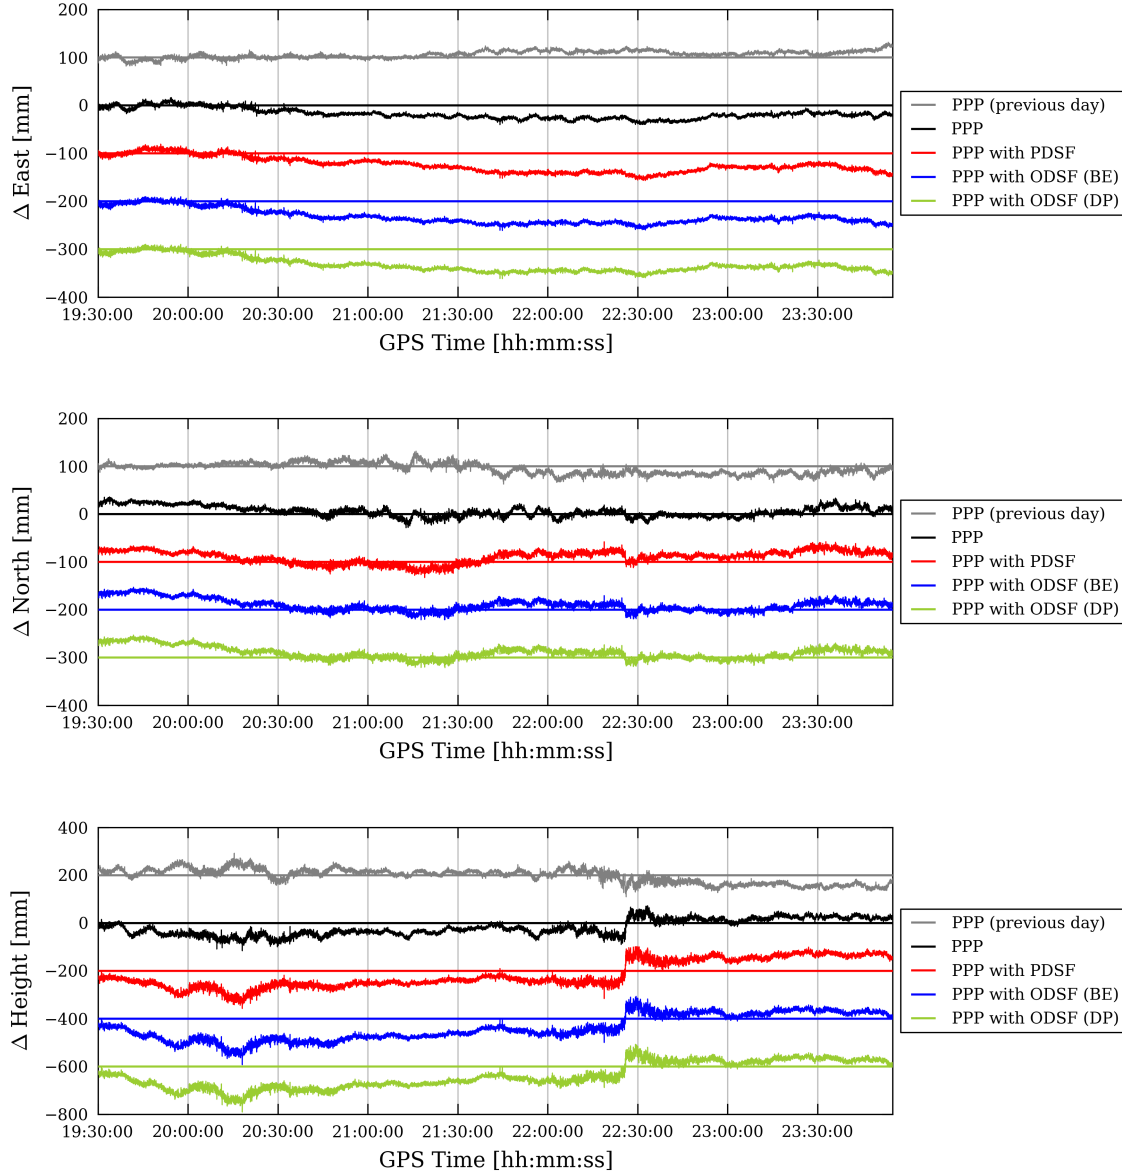 200
100
0
−100
−200
−300
−400
Δ East [mm]
19:30:00 20:00:00 20:30:00 21:00:00 21:30:00 22:00:00 22:30:00 23:00:00 23:30:00
GPS Time [hh:mm:ss]
PPP (previous day)
PPP
PPP with PDSF
PPP with ODSF (BE)
PPP with ODSF (DP)
200
100
0
−100
−200
−300
−400
Δ North [mm]
19:30:00 20:00:00 20:30:00 21:00:00 21:30:00 22:00:00 22:30:00 23:00:00 23:30:00
GPS Time [hh:mm:ss]
PPP (previous day)
PPP
PPP with PDSF
PPP with ODSF (BE)
PPP with ODSF (DP)
400
200
0
−200
−400
−600
−800
Δ Height [mm]
19:30:00 20:00:00 20:30:00 21:00:00 21:30:00 22:00:00 22:30:00 23:00:00 23:30:00
GPS Time [hh:mm:ss]
PPP (previous day)
PPP
PPP with PDSF
PPP with ODSF (BE)
PPP with ODSF (DP)